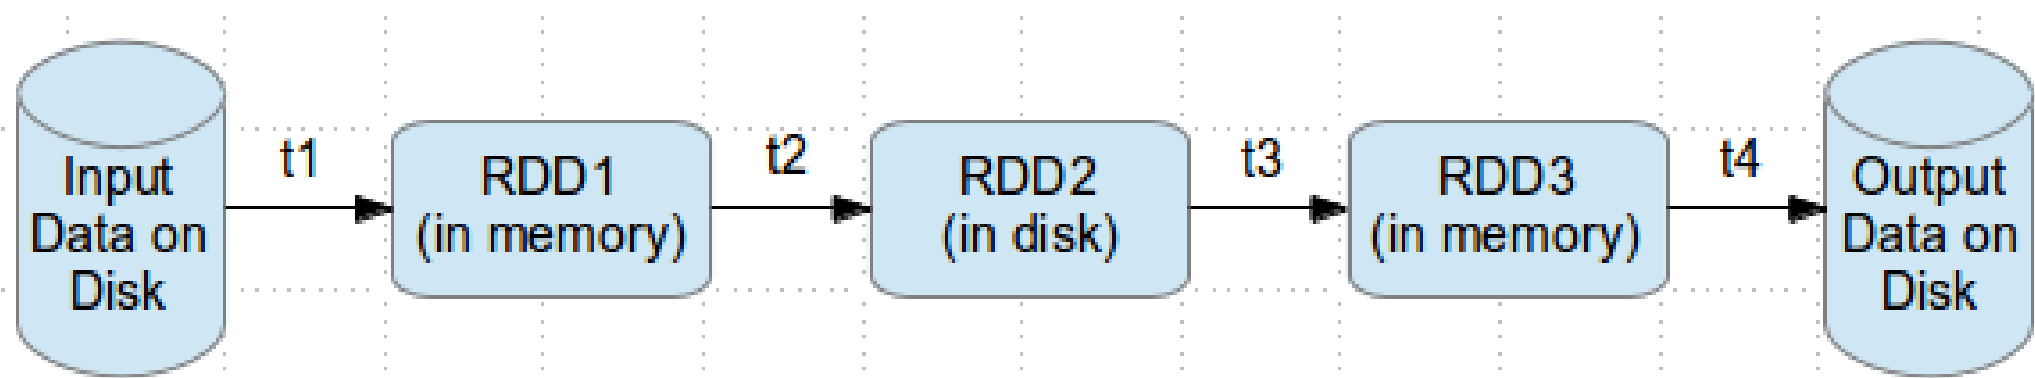 Input
Data on
Disk
t1
RDD1
(in memory)
t2
RDD2
(in disk)
t3
RDD3
(in memory)
t4
Output
Data on
Disk